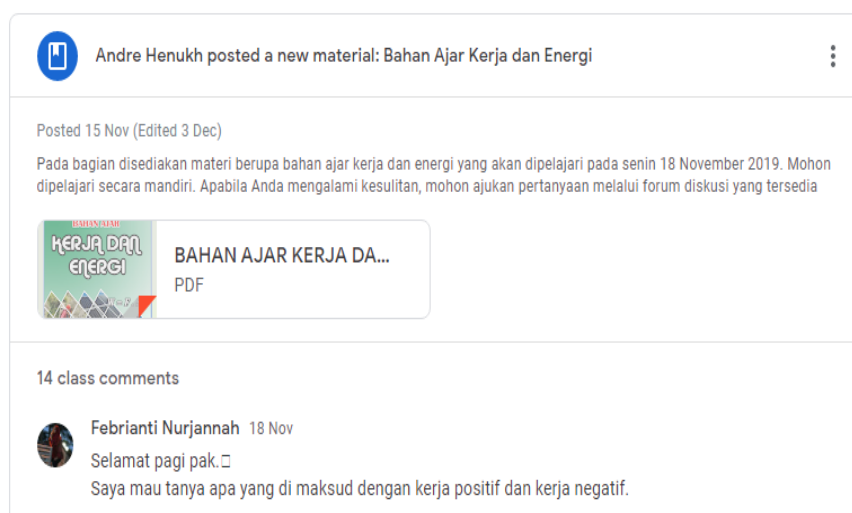 Andre Henukh posted a new material: Bahan Ajar Kerja dan Energi
Posted 15 Nov (Edited 3 Dec)
Pada bagian disediakan materi berupa bahan ajar kerja dan energi yang akan dipelajari pada senin 18 November 2019. Mohon
dipelajari secara mandiri. Apabila Anda mengalami kesulitan, mohon ajukan pertanyaan melalui forum diskusi yang tersedia
BAHAN AJAR
KERJA DAN
ENERGI
BAHAN AJAR KERJA DA...
PDF
14 class comments
Febrianti Nurjannah 18 Nov
Selamat pagi pak.□
Saya mau tanya apa yang di maksud dengan kerja positif dan kerja negatif.